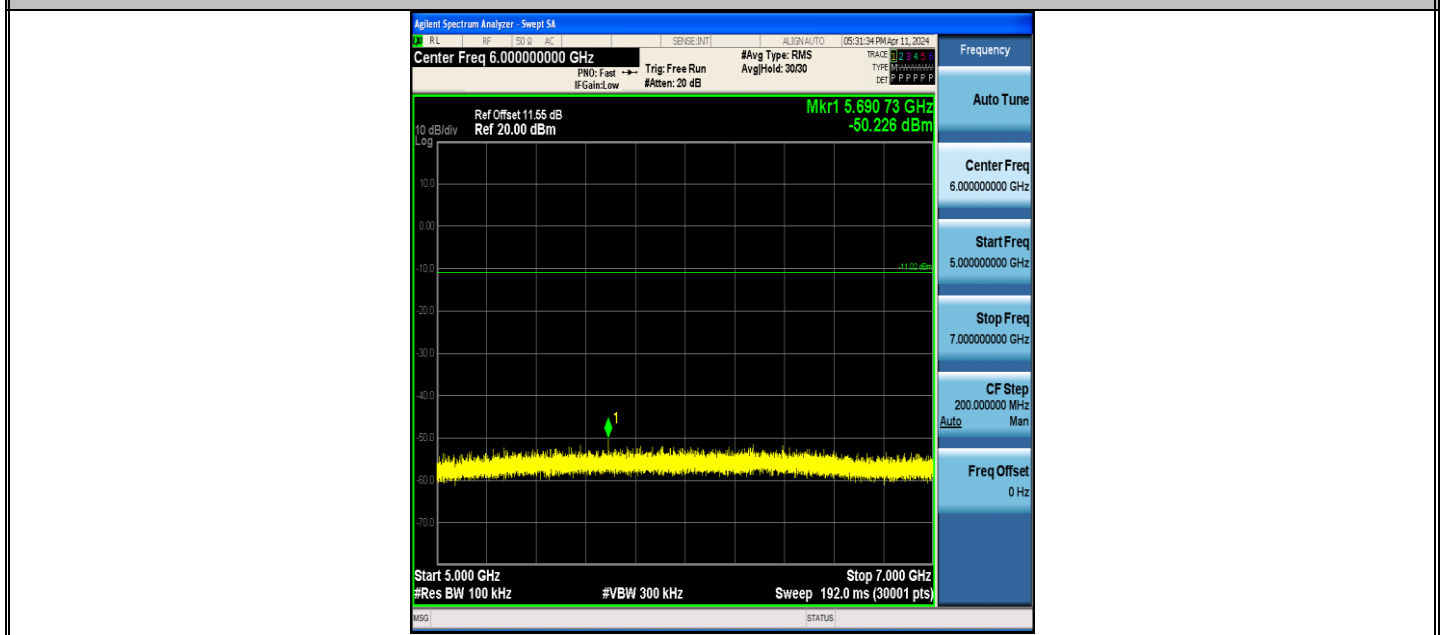 Agilent Spectrum Analyzer - Swept SA
RL RF 50 Ω AC SENSE:INT ALIGN AUTO 05:31:34 PM Apr 11, 2024
Center Freq 6.000000000 GHz
PNO: Fast
IFGain:Low
Trig: Free Run
#Atten: 20 dB
#Avg Type: RMS
Avg|Hold: 30/30
TRACE 1 2 3 4 5 6
TYPE M
DET P P P P P P
Mkr1 5.690 73 GHz
-50.226 dBm
Ref Offset 11.55 dB
10 dB/div Ref 20.00 dBm
Log
10.0
0.00
-10.0
-11.02 dBm
-20.0
-30.0
-40.0
1
-50.0
-60.0
-70.0
Start 5.000 GHz Stop 7.000 GHz
#Res BW 100 kHz #VBW 300 kHz Sweep 192.0 ms (30001 pts)
MSG STATUS
Frequency
Auto Tune
Center Freq
6.000000000 GHz
Start Freq
5.000000000 GHz
Stop Freq
7.000000000 GHz
CF Step
200.000000 MHz
Auto Man
Freq Offset
0 Hz